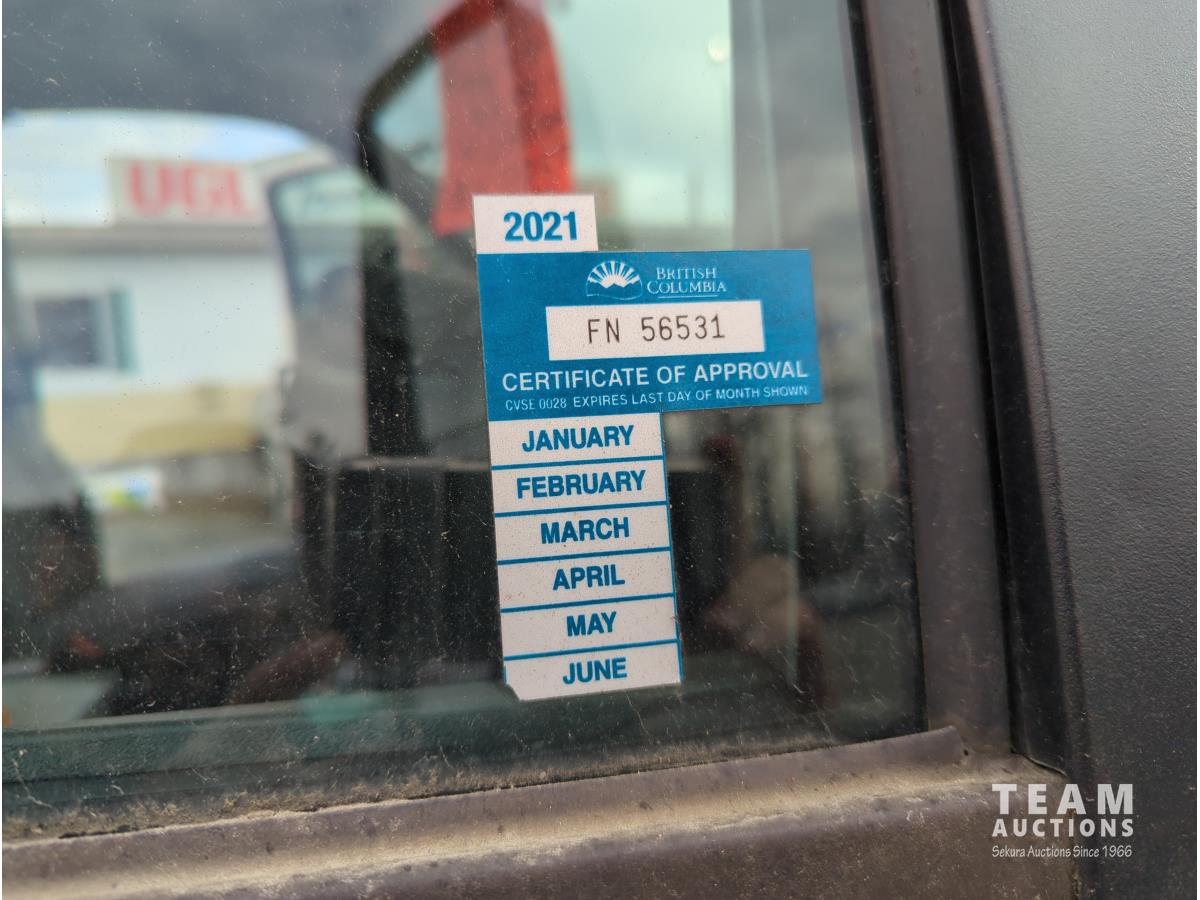 UGL
2021
BRITISH
COLUMBIA
FN 56531
CERTIFICATE OF APPROVAL
CVSE 0028 EXPIRES LAST DAY OF MONTH SHOWN
JANUARY
FEBRUARY
MARCH
APRIL
MAY
JUNE
TEAM
AUCTIONS
Sekura Auctions Since 1966